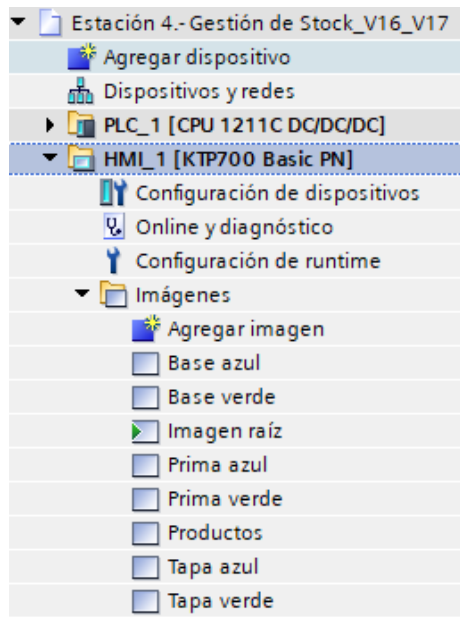 Estación 4.- Gestión de Stock_V16_V17
Agregar dispositivo
Dispositivos y redes
PLC_1 [CPU 1211C DC/DC/DC]
HMI_1 [KTP700 Basic PN]
Configuración de dispositivos
Online y diagnóstico
Configuración de runtime
Imágenes
Agregar imagen
Base azul
Base verde
Imagen raíz
Prima azul
Prima verde
Productos
Tapa azul
Tapa verde